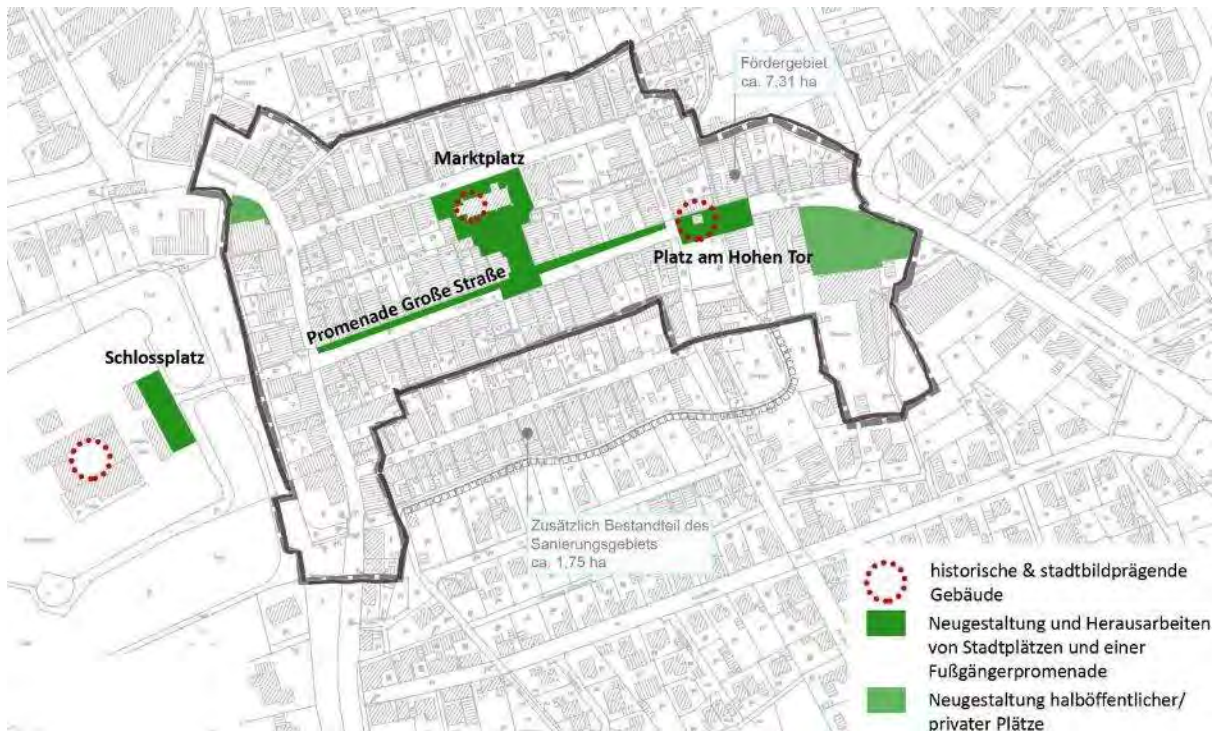 Fördergebiet
ca. 7,31 ha
Marktplatz
Platz am Hohen Tor
Promenade Große Straße
Schlossplatz
Zusätzlich Bestandteil des
Sanierungsgebiets
ca. 1,75 ha
historische & stadtbildprägende
Gebäude
Neugestaltung und Herausarbeiten
von Stadtplätzen und einer
Fußgängerpromenade
Neugestaltung halböffentlicher/
privater Plätze